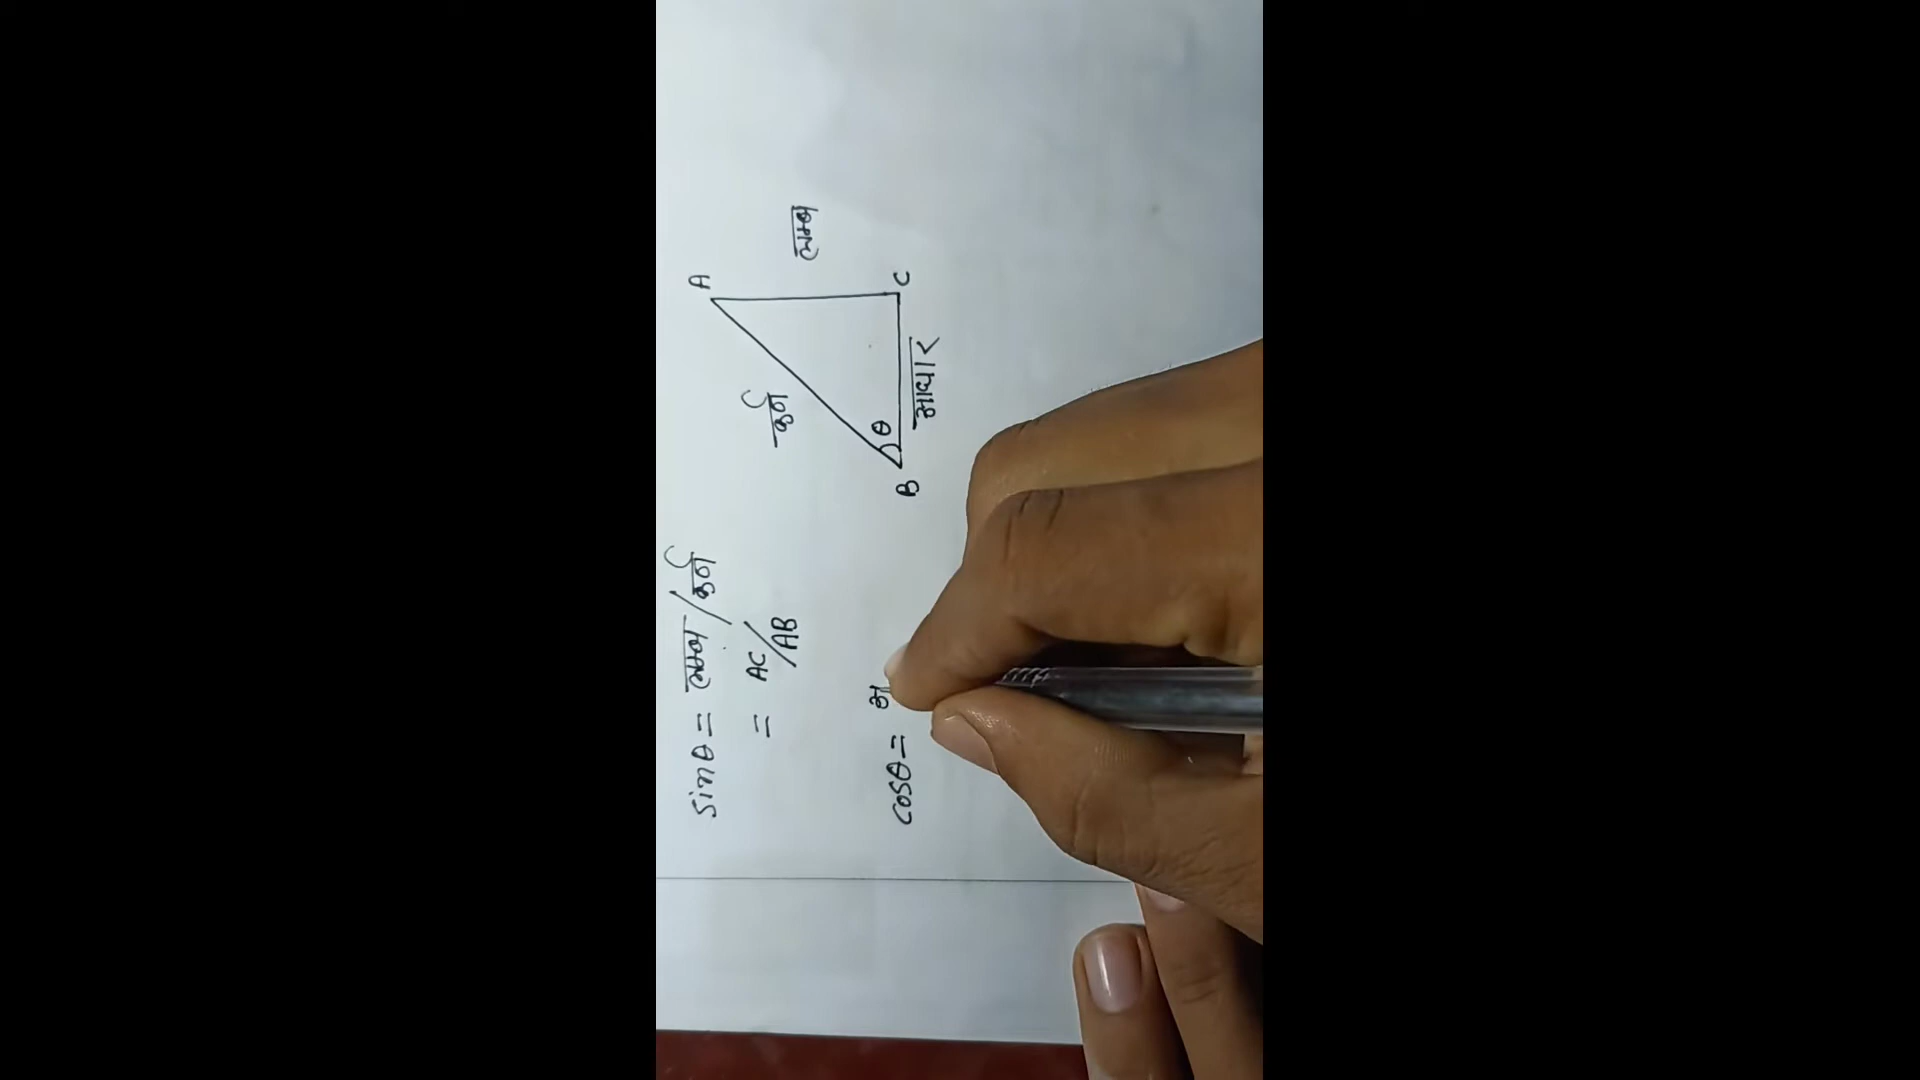 A
कर्ण
लम्ब
θ
B
C
आधार
sinθ = लम्ब/कर्ण
= AC/AB
cosθ = अ